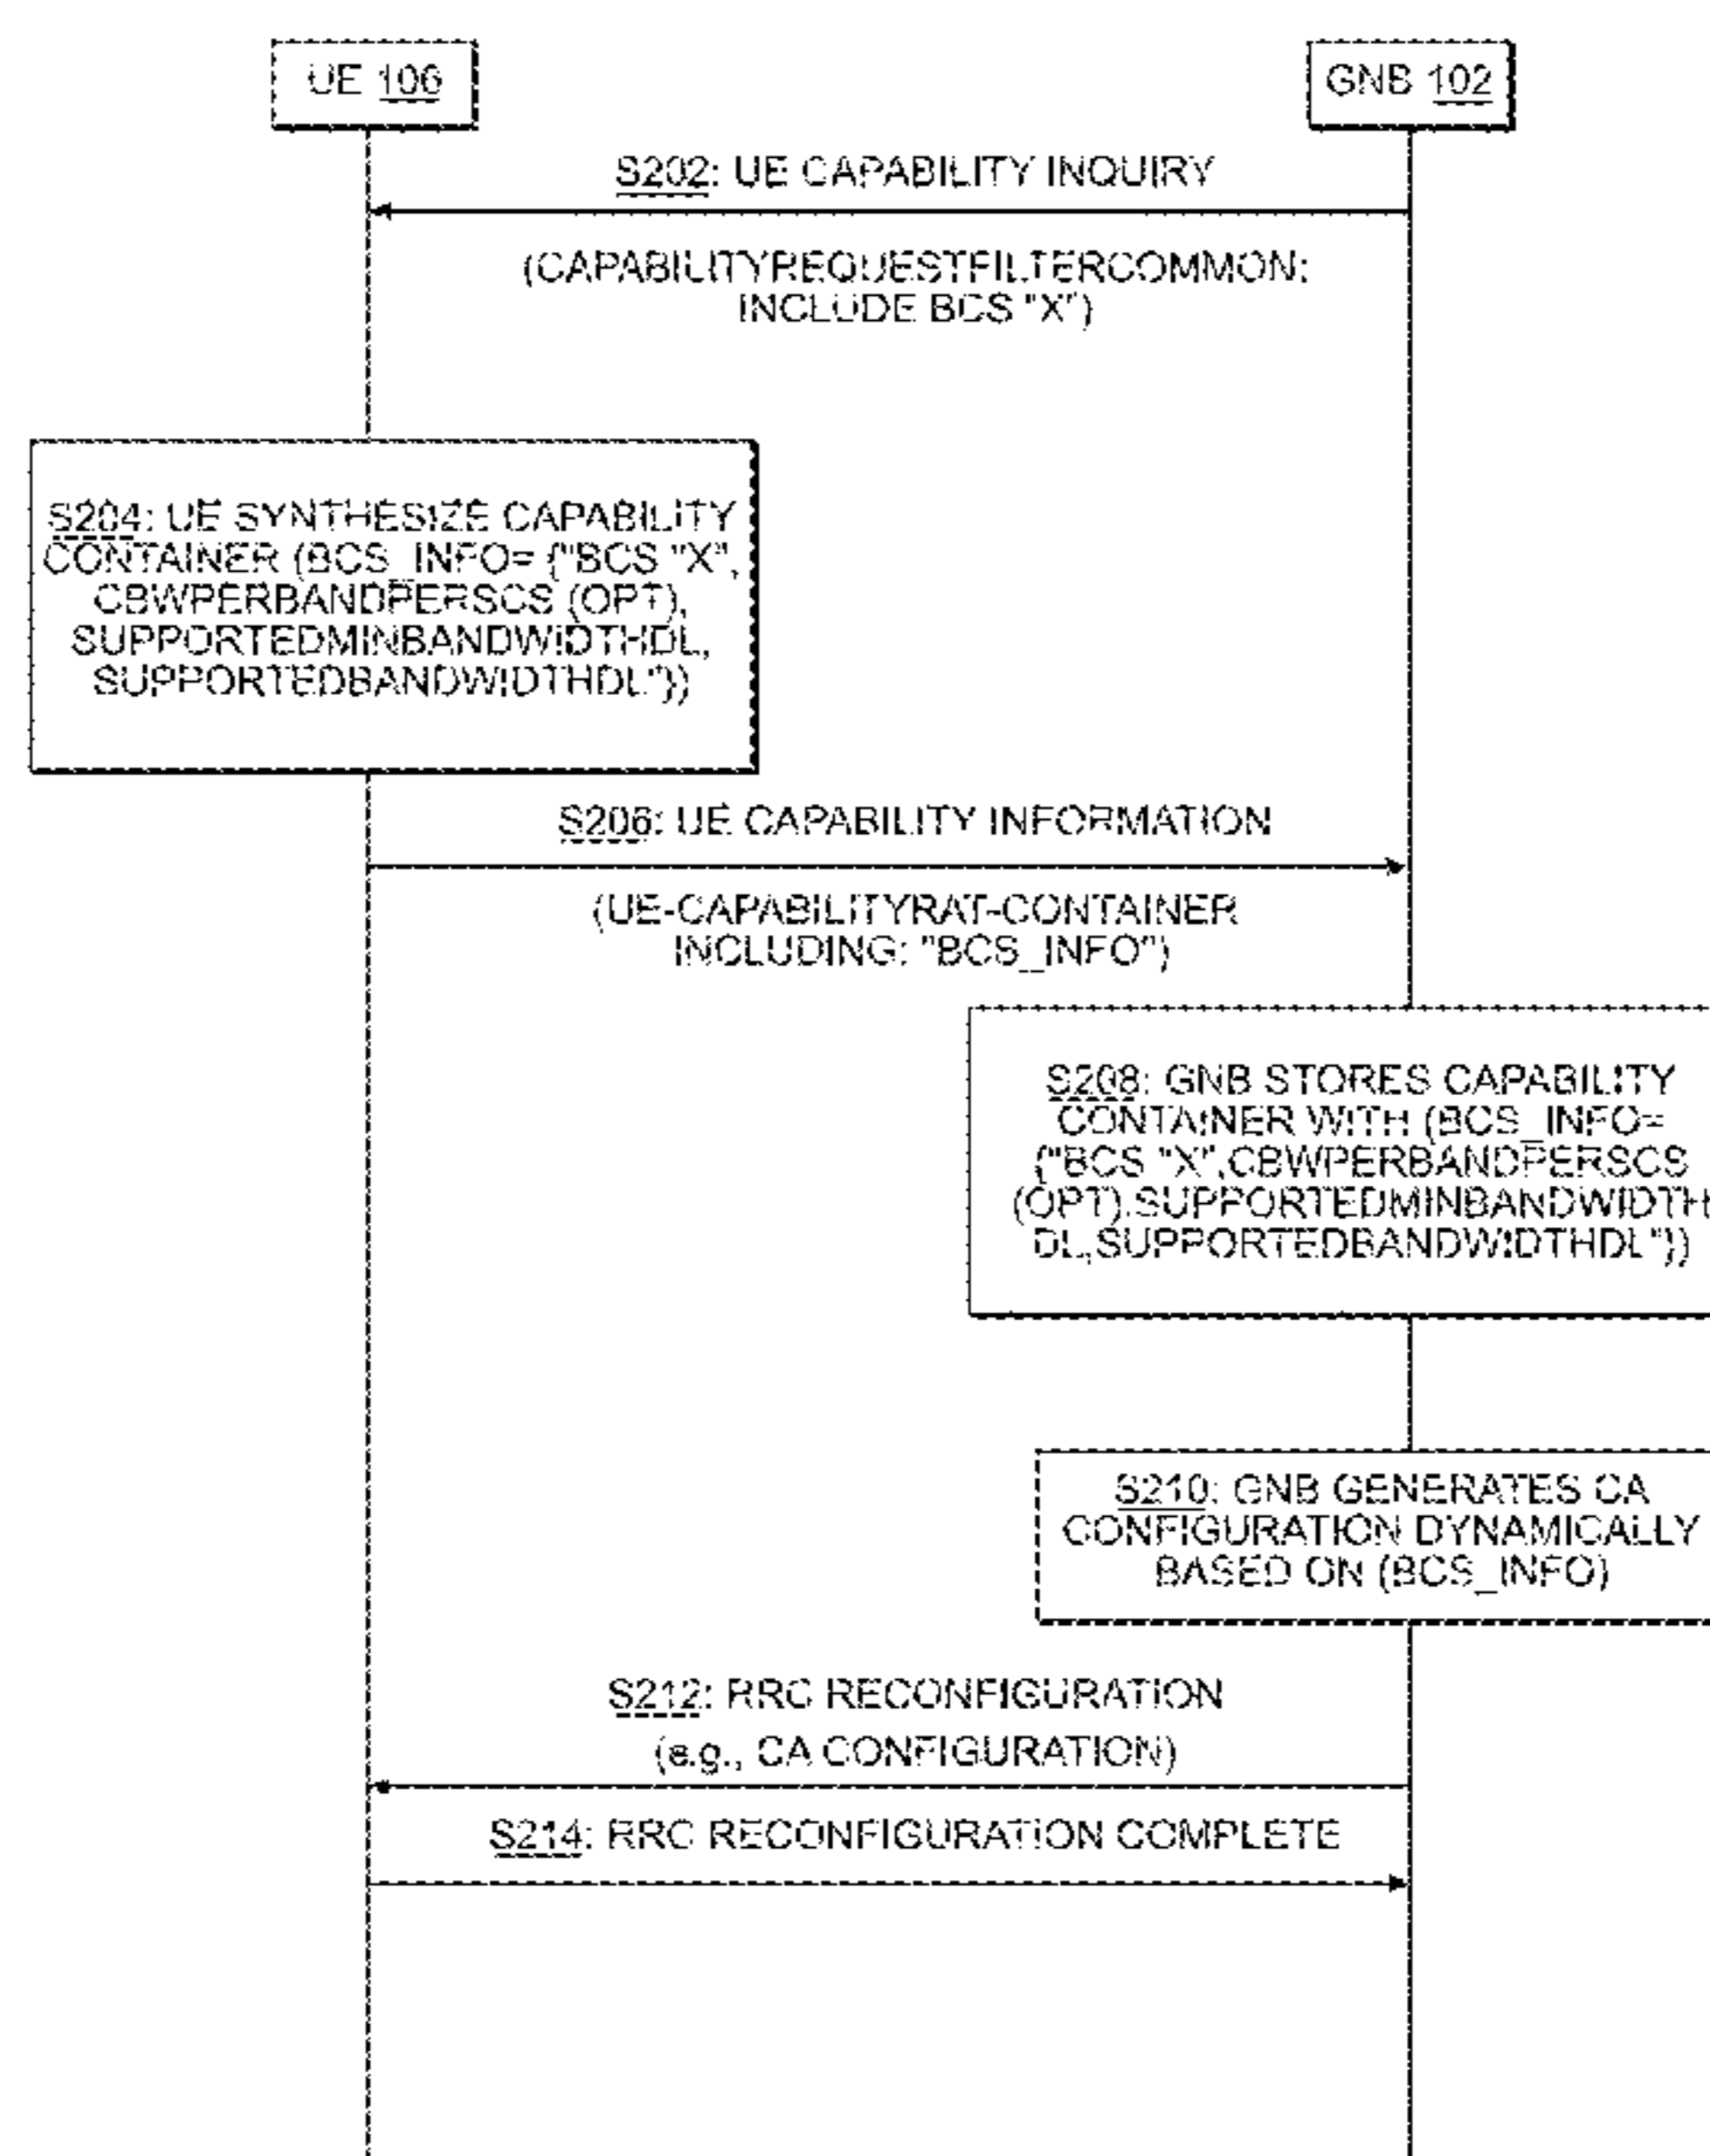 UE 106
GNB 102
S202: UE CAPABILITY INQUIRY
(CAPABILITYREQUESTFILTERCOMMON:
INCLUDE BCS "X")
S204: UE SYNTHESIZE CAPABILITY
CONTAINER (BCS_INFO= {"BCS "X",
CBWPERBANDPERSCS (OPT),
SUPPORTEDMINBANDWIDTHDL,
SUPPORTEDBANDWIDTHDL"})
S206: UE CAPABILITY INFORMATION
(UE-CAPABILITYRAT-CONTAINER
INCLUDING: "BCS_INFO")
S208: GNB STORES CAPABILITY
CONTAINER WITH (BCS_INFO=
{"BCS "X",CBWPERBANDPERSCS
(OPT),SUPPORTEDMINBANDWIDTH
DL,SUPPORTEDBANDWIDTHDL"})
S210: GNB GENERATES CA
CONFIGURATION DYNAMICALLY
BASED ON (BCS_INFO)
S212: RRC RECONFIGURATION
(e.g., CA CONFIGURATION)
S214: RRC RECONFIGURATION COMPLETE